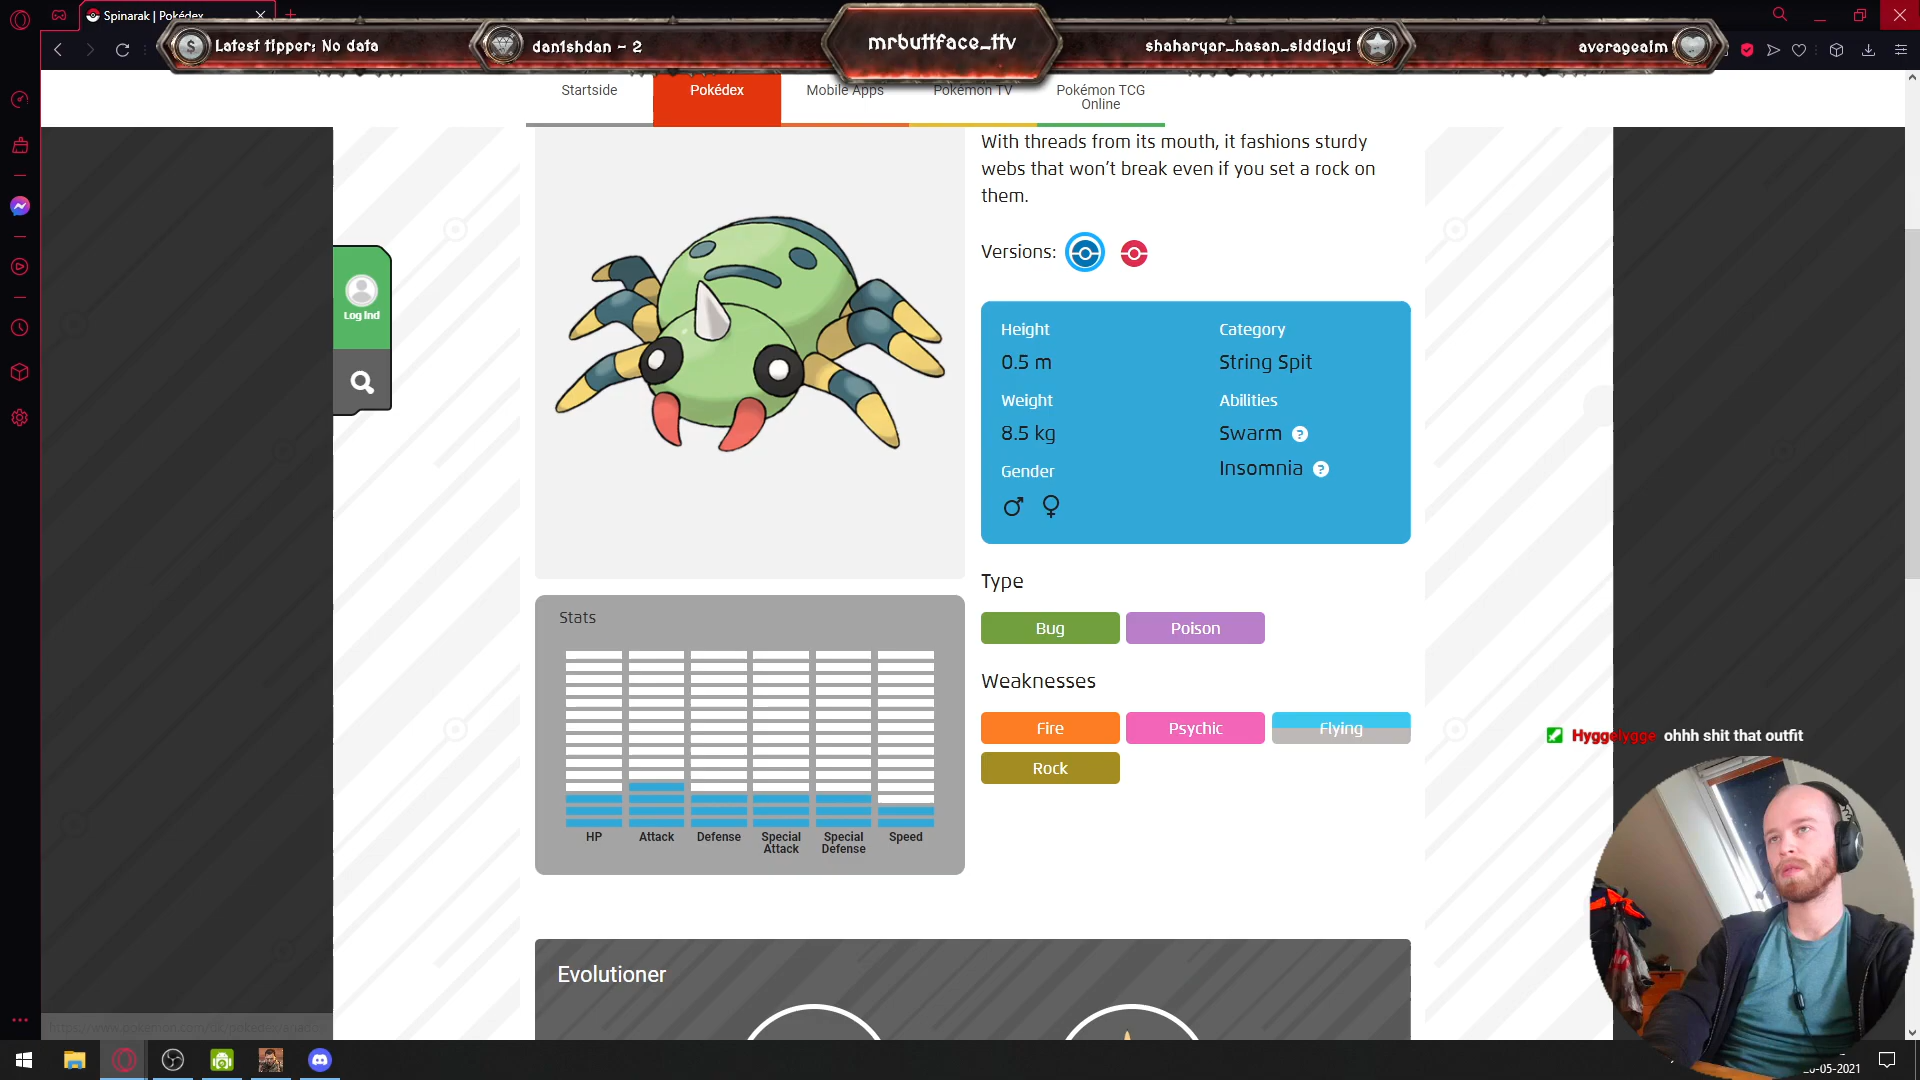 Spinarak | Pokédex
Latest tipper: No data
dan1shdan - 2
mrbuttface_ttv
shaharyar_hasan_siddiqui
averageaim
Startside
Pokédex
Mobile Apps
Pokémon TV
Pokémon TCG
Online
With threads from its mouth, it fashions sturdy
webs that won't break even if you set a rock on
them.
Versions:
Log Ind
Height
0.5 m
Weight
8.5 kg
Gender
Category
String Spit
Abilities
Swarm ?
Insomnia ?
Type
Bug
Poison
Weaknesses
Fire
Psychic
Flying
Rock
Stats
HP
Attack
Defense
Special
Attack
Special
Defense
Speed
Hyggelygge ohhh shit that outfit
Evolutioner